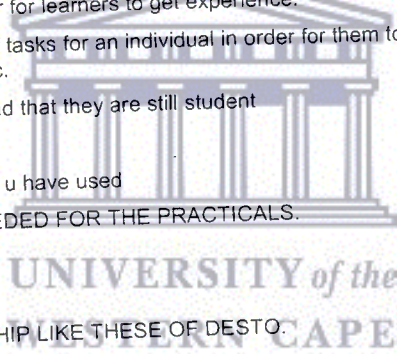 r for learners to get experience.
tasks for an individual in order for them to
c.
d that they are still student
u have used
EDED FOR THE PRACTICALS.
UNIVERSITY of the
HIP LIKE THESE OF DESTO.
WESTERN CAPE